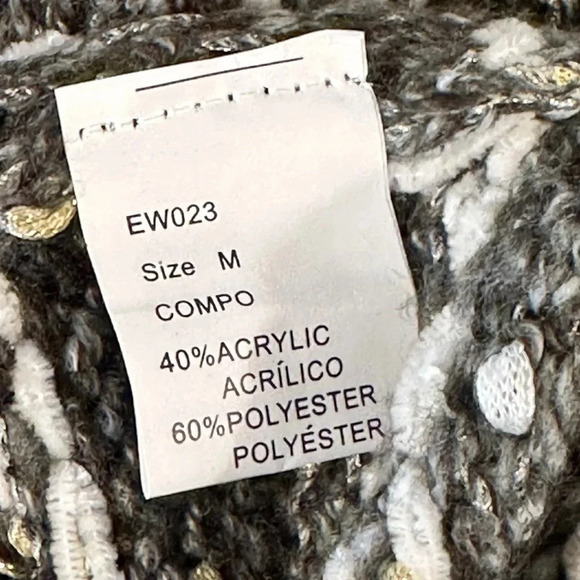 EW023
Size M
COMPO
40%ACRYLIC
ACRÍLICO
60%POLYESTER
POLYÉSTER